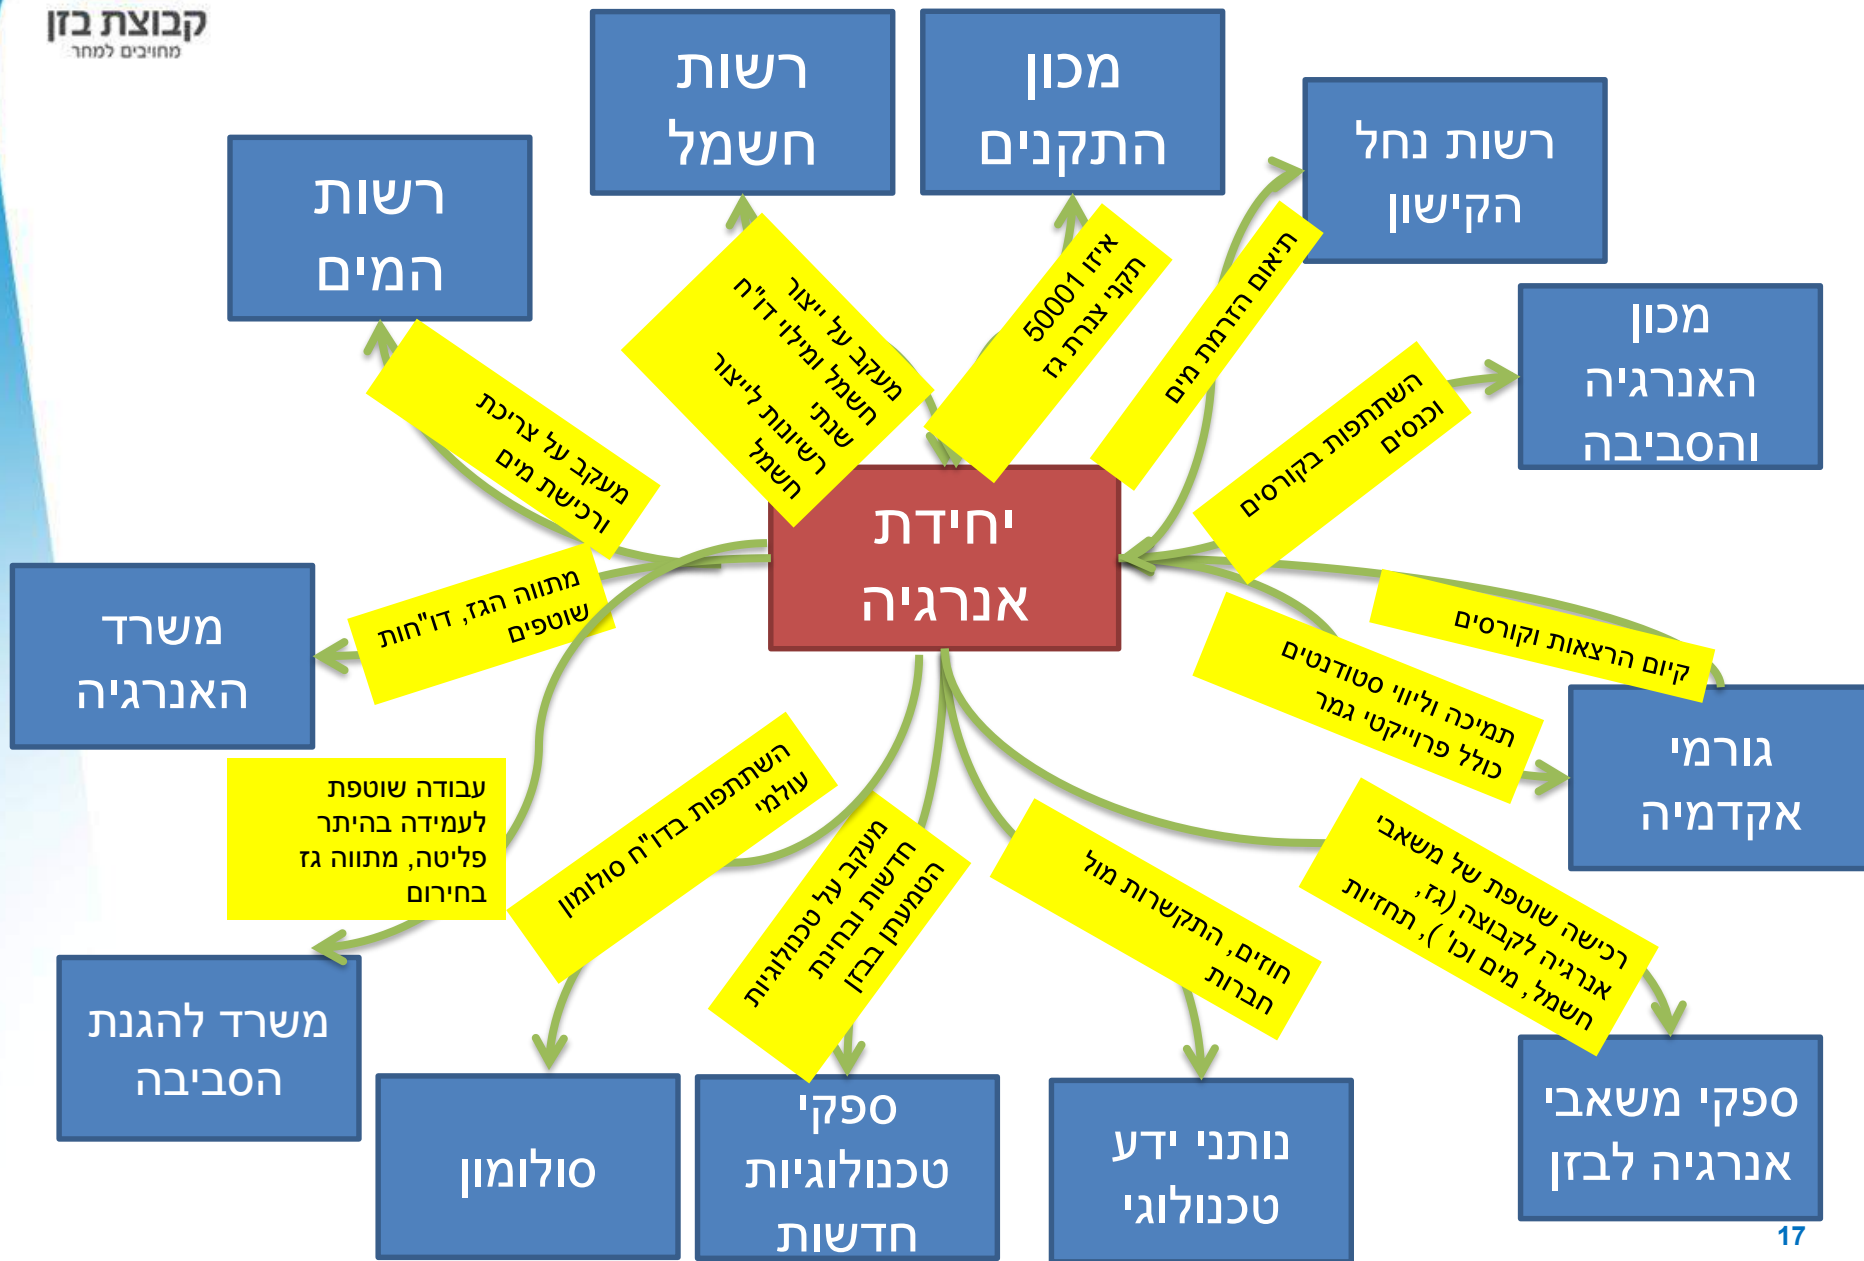 קבוצת בזן
מחויבים למחר
רשות
חשמל
מכון
התקנים
רשות נחל
הקישון
רשות
המים
מכון
האנרגיה
והסביבה
יחידת
אנרגיה
משרד
האנרגיה
גורמי
אקדמיה
משרד להגנת
הסביבה
סולומון
ספקי
טכנולוגיות
חדשות
נותני ידע
טכנולוגי
ספקי משאבי
אנרגיה לבזן
מעקב על ייצור
חשמל ומילוי דו"ח
שנתי
רשיונות לייצור
חשמל
איזו 50001
תקני צנרת גז
תיאום הזרמת מים
השתתפות בקורסים
וכנסים
מעקב על צריכת
ורכישת מים
מתווה הגז, דו"חות
שוטפים
קיום הרצאות וקורסים
תמיכה וליווי סטודנטים
כולל פרוייקטי גמר
עבודה שוטפת
לעמידה בהיתר
פליטה, מתווה גז
בחירום
השתתפות בדו"ח סולומון
עולמי
מעקב על טכנולוגיות
חדשות ובחינת
הטמעתן בבזן
חוזים, התקשרות מול
חברות
רכישה שוטפת של משאבי
אנרגיה לקבוצה (גז,
חשמל, מים וכו' ), תחזיות
17